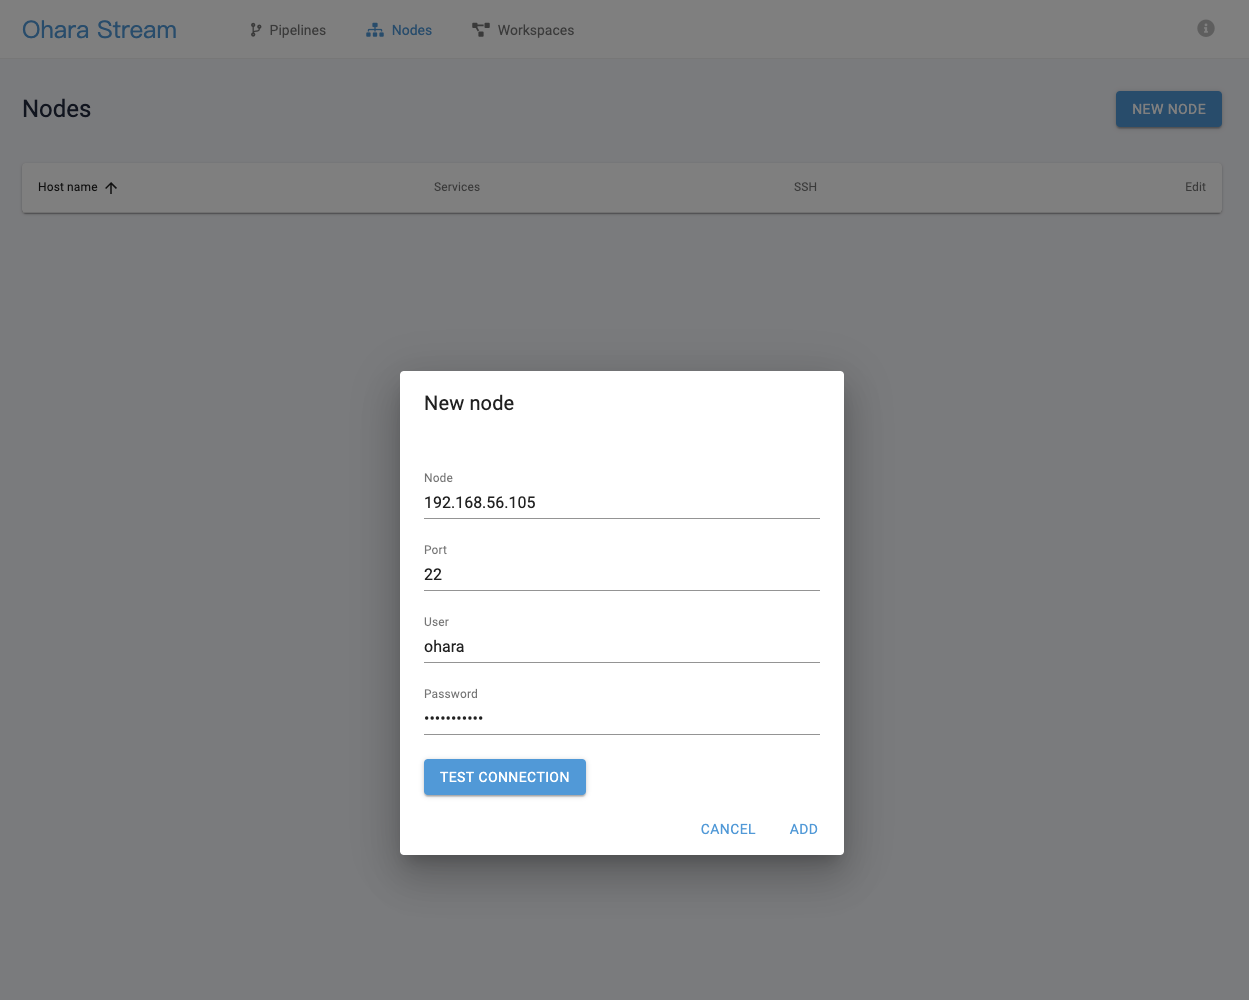 Ohara Stream Pipelines Nodes Workspaces
Nodes NEW NODE
Host name Services SSH Edit
New node
Node
192.168.56.105
Port
22
User
ohara
Password
•••••••••••
TEST CONNECTION
CANCEL ADD